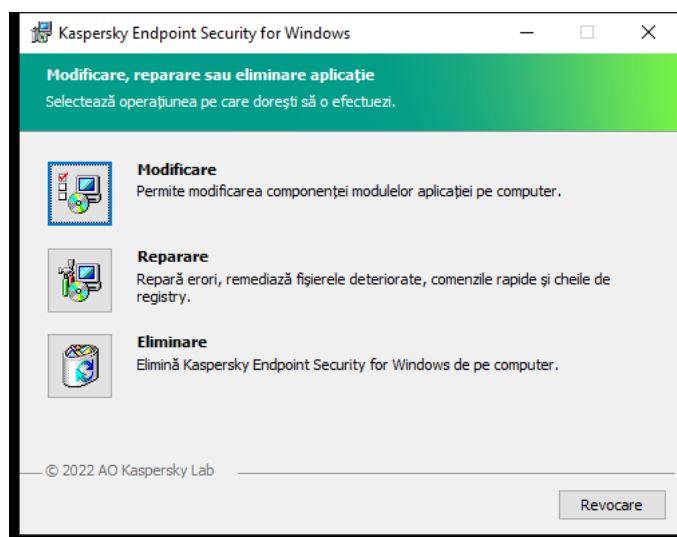 Kaspersky Endpoint Security for Windows
Modificare, reparare sau eliminare aplicație
Selectează operațiunea pe care dorești să o efectuezi.
Modificare
Permite modificarea componenței modulelor aplicației pe computer.
Reparare
Repară erori, remediază fișierele deteriorate, comenzile rapide și cheile de
registry.
Eliminare
Elimină Kaspersky Endpoint Security for Windows de pe computer.
© 2022 AO Kaspersky Lab
Revocare